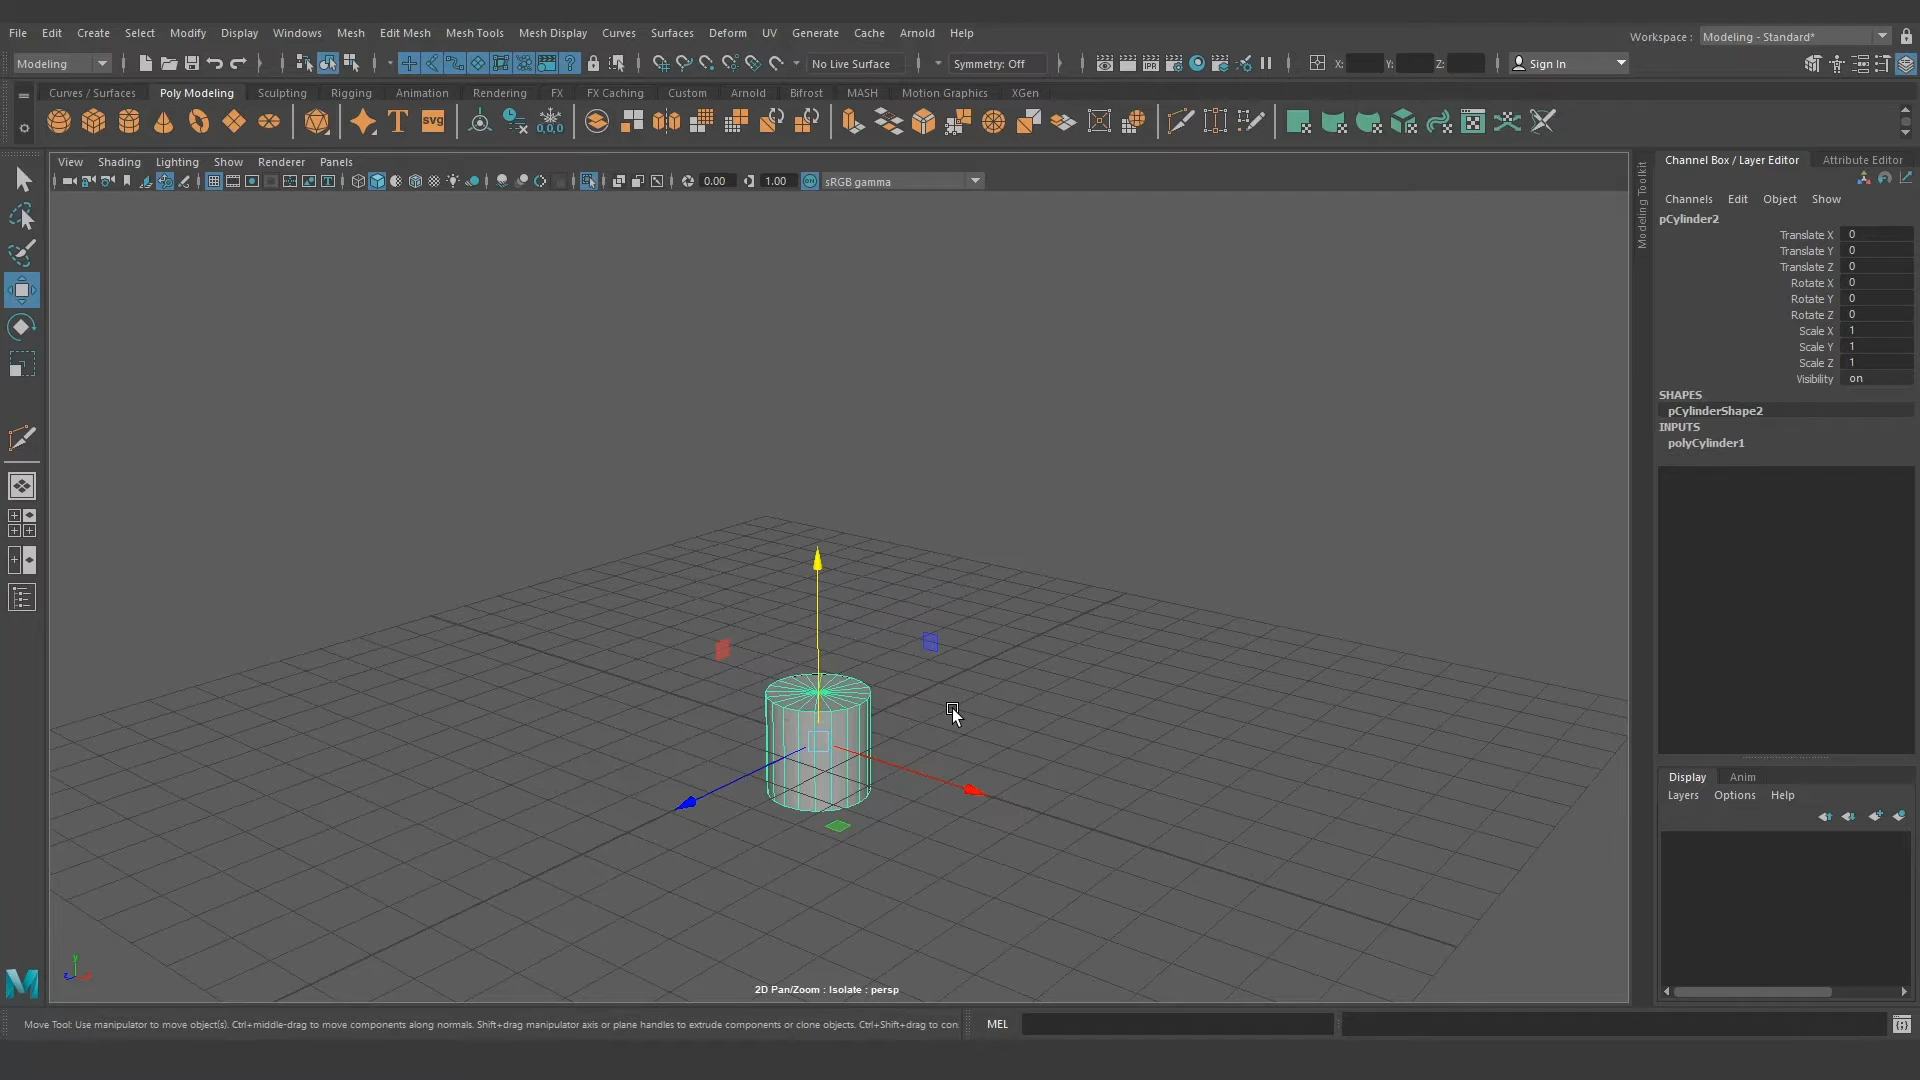 File Edit Create Select Modify Display Windows Mesh Edit Mesh Mesh Tools Mesh Display Curves Surfaces Deform UV Generate Cache Arnold Help
Workspace : Modeling - Standard*
Modeling No Live Surface Symmetry: Off X: Y: Z: Sign In
Curves / Surfaces Poly Modeling Sculpting Rigging Animation Rendering FX FX Caching Custom Arnold Bifrost MASH Motion Graphics XGen
T svg 0,0,0
View Shading Lighting Show Renderer Panels
0.00 1.00 ON sRGB gamma
Modeling Toolkit
Channel Box / Layer Editor Attribute Editor
Channels Edit Object Show
pCylinder2
Translate X 0
Translate Y 0
Translate Z 0
Rotate X 0
Rotate Y 0
Rotate Z 0
Scale X 1
Scale Y 1
Scale Z 1
Visibility on
SHAPES
pCylinderShape2
INPUTS
polyCylinder1
Display Anim
Layers Options Help
y
z
M
2D Pan/Zoom : Isolate : persp
Move Tool: Use manipulator to move object(s). Ctrl+middle-drag to move components along normals. Shift+drag manipulator axis or plane handles to extrude components or clone objects. Ctrl+Shift+drag to con
MEL